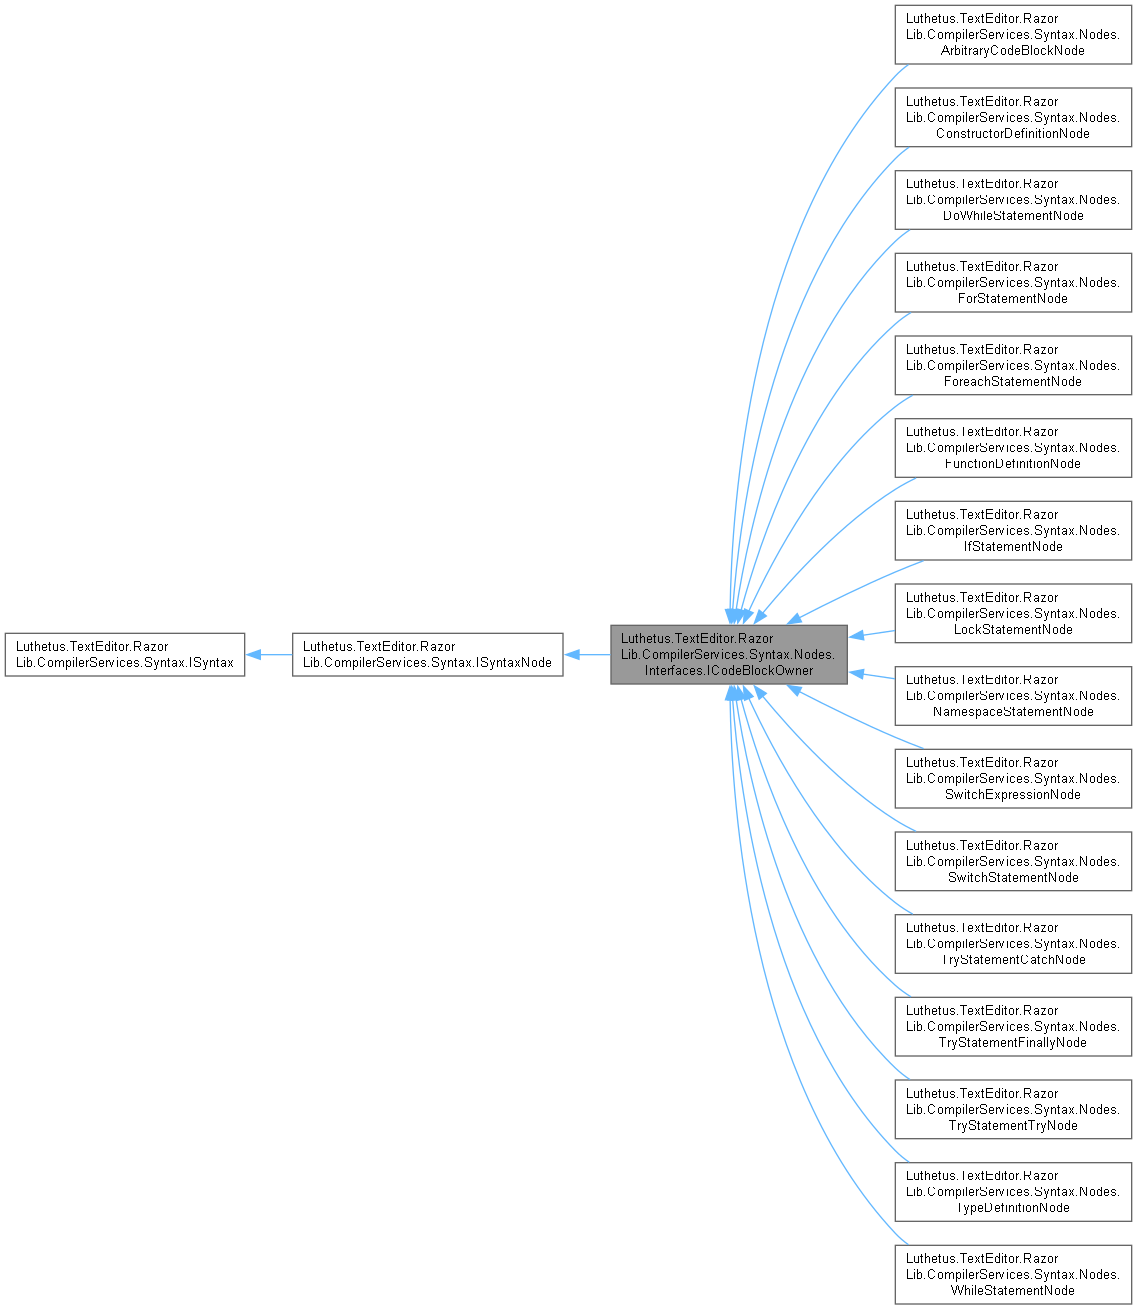 Luthetus.TextEditor.Razor
Lib.CompilerServices.Syntax.ISyntax
Luthetus.TextEditor.Razor
Lib.CompilerServices.Syntax.ISyntaxNode
Luthetus.TextEditor.Razor
Lib.CompilerServices.Syntax.Nodes.
Interfaces.ICodeBlockOwner
Luthetus.TextEditor.Razor
Lib.CompilerServices.Syntax.Nodes.
ArbitraryCodeBlockNode
Luthetus.TextEditor.Razor
Lib.CompilerServices.Syntax.Nodes.
ConstructorDefinitionNode
Luthetus.TextEditor.Razor
Lib.CompilerServices.Syntax.Nodes.
DoWhileStatementNode
Luthetus.TextEditor.Razor
Lib.CompilerServices.Syntax.Nodes.
ForStatementNode
Luthetus.TextEditor.Razor
Lib.CompilerServices.Syntax.Nodes.
ForeachStatementNode
Luthetus.TextEditor.Razor
Lib.CompilerServices.Syntax.Nodes.
FunctionDefinitionNode
Luthetus.TextEditor.Razor
Lib.CompilerServices.Syntax.Nodes.
IfStatementNode
Luthetus.TextEditor.Razor
Lib.CompilerServices.Syntax.Nodes.
LockStatementNode
Luthetus.TextEditor.Razor
Lib.CompilerServices.Syntax.Nodes.
NamespaceStatementNode
Luthetus.TextEditor.Razor
Lib.CompilerServices.Syntax.Nodes.
SwitchExpressionNode
Luthetus.TextEditor.Razor
Lib.CompilerServices.Syntax.Nodes.
SwitchStatementNode
Luthetus.TextEditor.Razor
Lib.CompilerServices.Syntax.Nodes.
TryStatementCatchNode
Luthetus.TextEditor.Razor
Lib.CompilerServices.Syntax.Nodes.
TryStatementFinallyNode
Luthetus.TextEditor.Razor
Lib.CompilerServices.Syntax.Nodes.
TryStatementTryNode
Luthetus.TextEditor.Razor
Lib.CompilerServices.Syntax.Nodes.
TypeDefinitionNode
Luthetus.TextEditor.Razor
Lib.CompilerServices.Syntax.Nodes.
WhileStatementNode